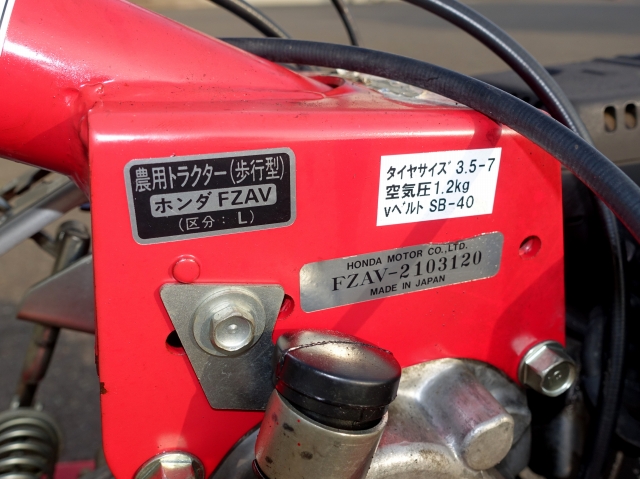 農用トラクター(歩行型)
ホンダ FZAV
(区分：L)
タイヤサイズ 3.5-7
空気圧1.2kg
Vベルト SB-40
HONDA MOTOR CO.,LTD.
FZAV-2103120
MADE IN JAPAN